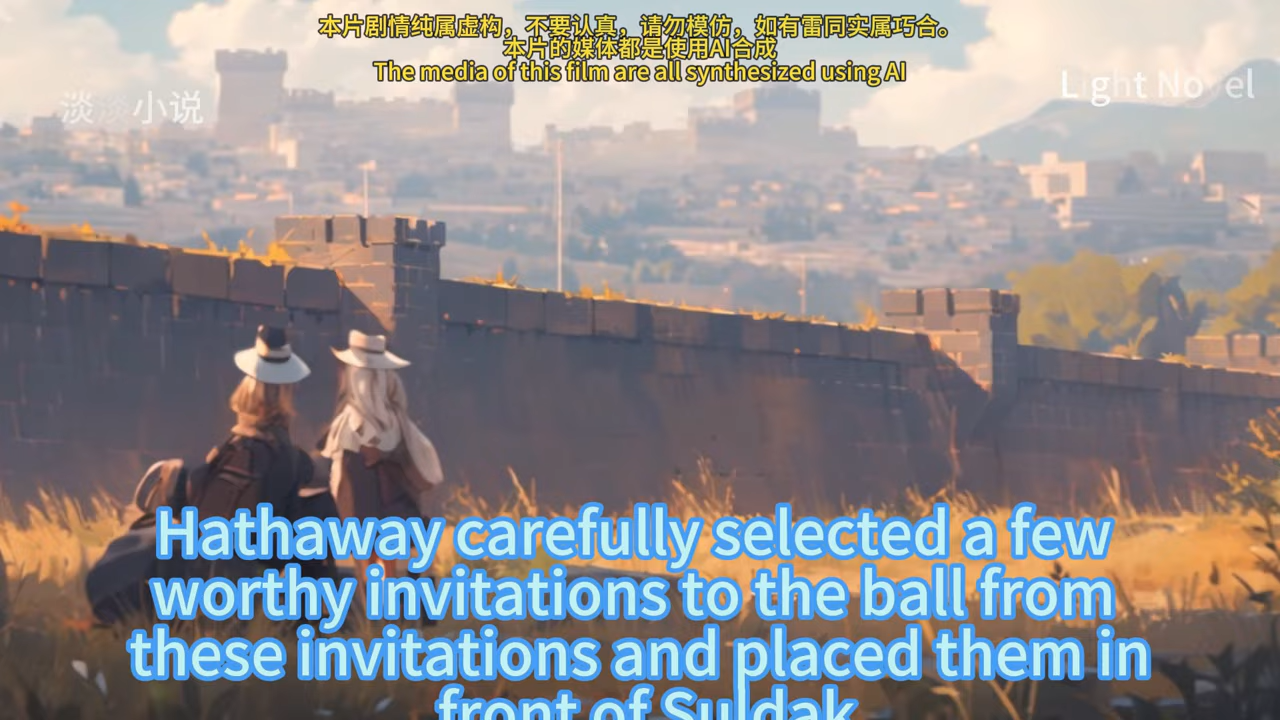 本片剧情纯属虚构，不要认真，请勿模仿，如有雷同实属巧合。
本片的媒体都是使用AI合成
The media of this film are all synthesized using AI
淡淡小说
Light Novel
Hathaway carefully selected a few
worthy invitations to the ball from
these invitations and placed them in
front of Suldak